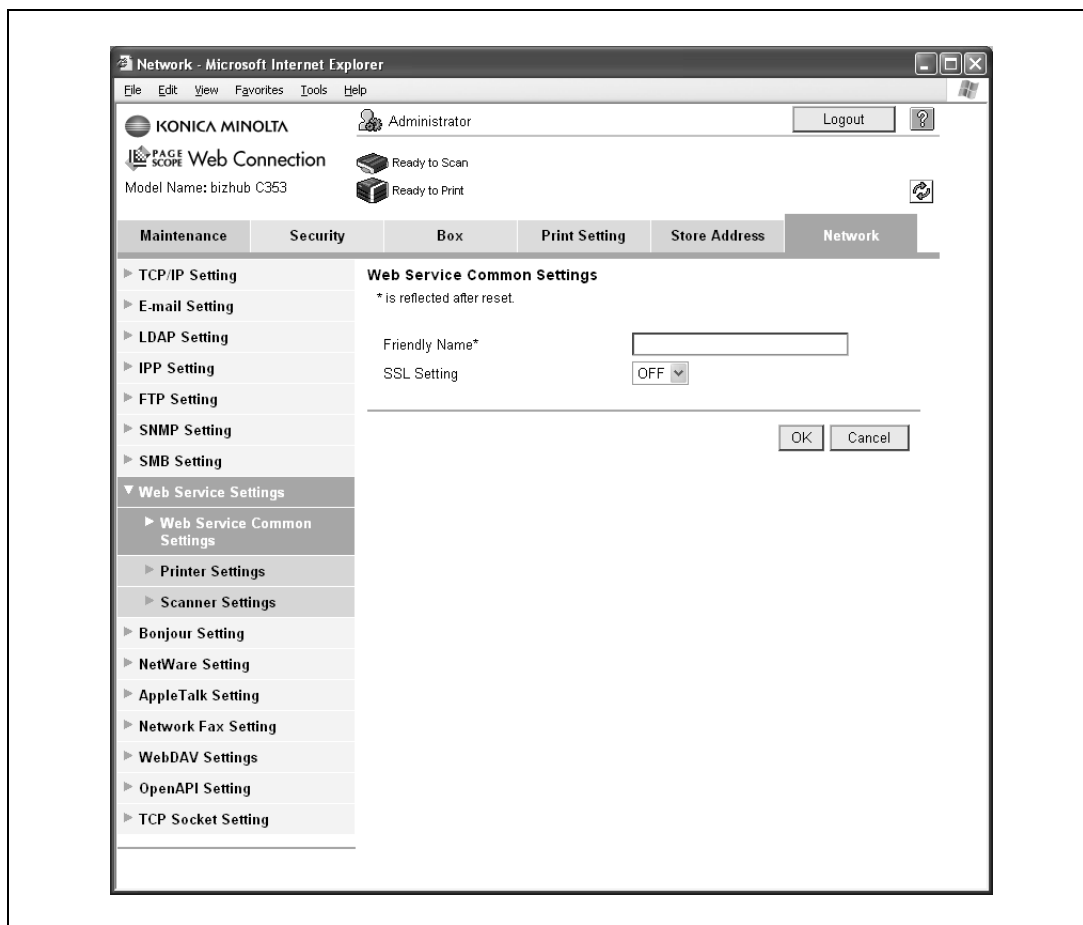 Network - Microsoft Internet Explorer
File Edit View Favorites Tools Help
KONICA MINOLTA
Administrator
Logout
?
PAGE SCOPE Web Connection
Ready to Scan
Model Name: bizhub C353
Ready to Print
Maintenance Security Box Print Setting Store Address Network
TCP/IP Setting
E-mail Setting
LDAP Setting
IPP Setting
FTP Setting
SNMP Setting
SMB Setting
Web Service Settings
Web Service Common
Settings
Printer Settings
Scanner Settings
Bonjour Setting
NetWare Setting
AppleTalk Setting
Network Fax Setting
WebDAV Settings
OpenAPI Setting
TCP Socket Setting
Web Service Common Settings
* is reflected after reset.
Friendly Name*
SSL Setting OFF
OK Cancel